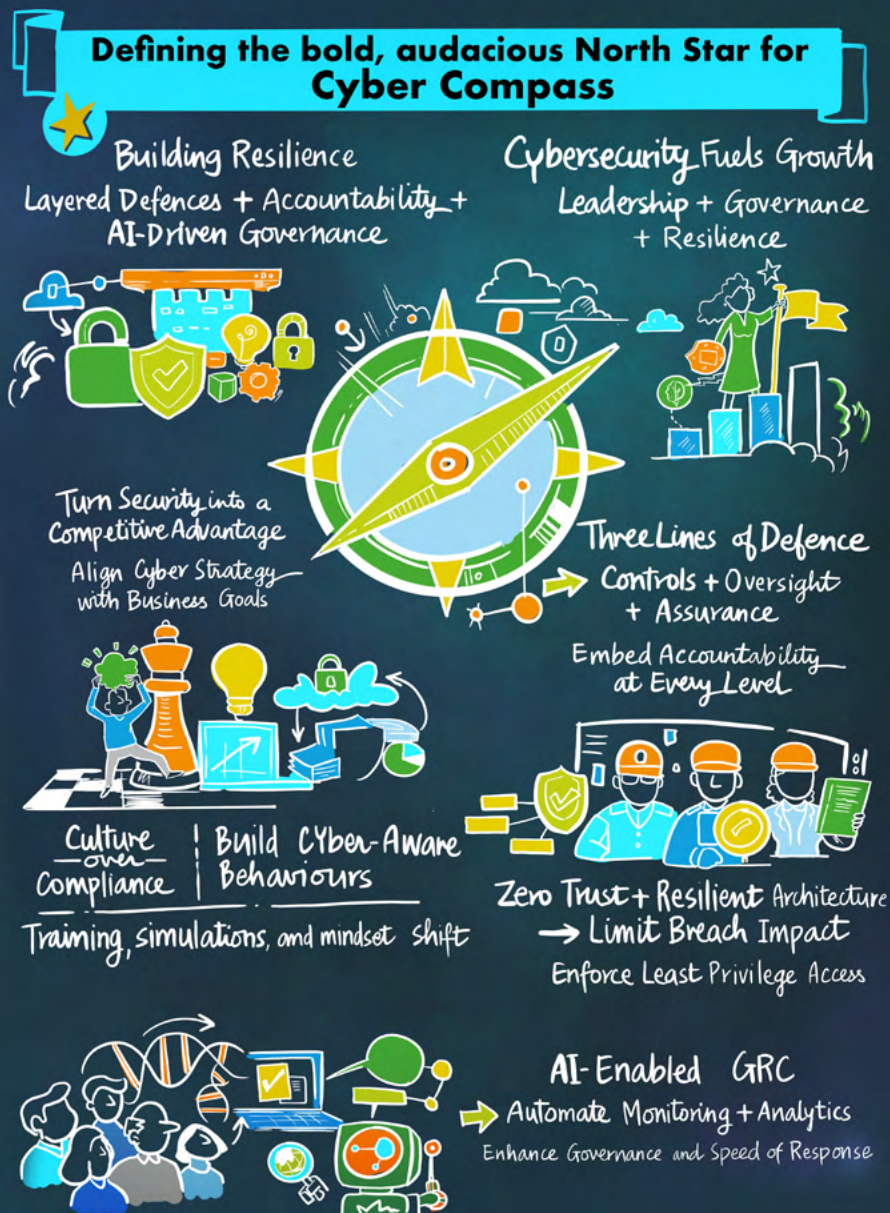 Defining the bold, audacious North Star for
Cyber Compass
Building Resilience
Layered Defences + Accountability +
AI-Driven Governance
Cybersecurity Fuels Growth
Leadership + Governance
+ Resilience
Turn Security into a
Competitive Advantage
Align Cyber Strategy
with Business Goals
Three Lines of Defence
Controls + Oversight
+ Assurance
Embed Accountability
at Every Level
Culture
over
Compliance
Build Cyber-Aware
Behaviours
Training, simulations, and mindset shift
Zero Trust + Resilient Architecture
→ Limit Breach Impact
Enforce Least Privilege Access
AI-Enabled GRC
Automate Monitoring + Analytics
Enhance Governance and Speed of Response